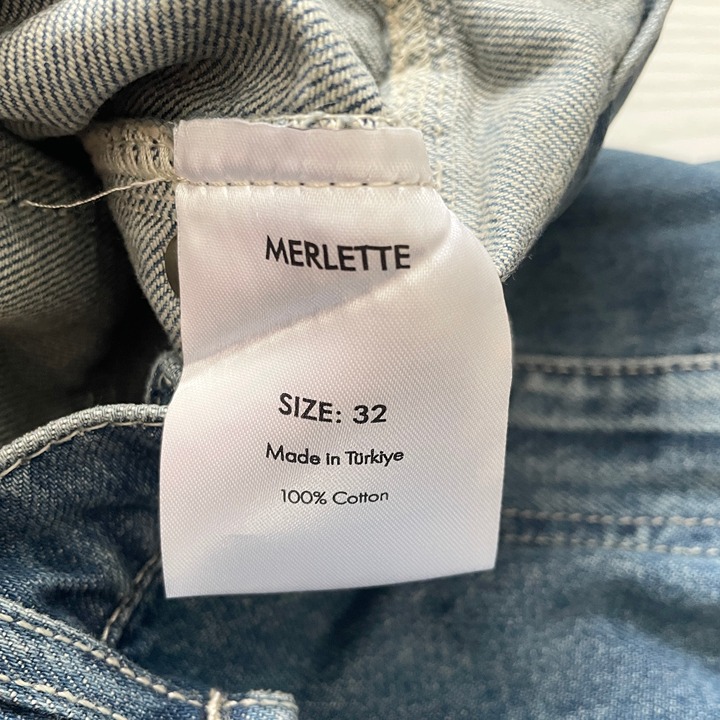 MERLETTE
SIZE: 32
Made in Türkiye
100% Cotton